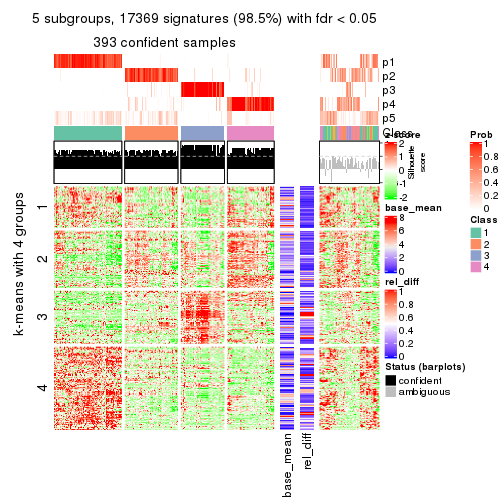 5 subgroups, 17369 signatures (98.5%) with fdr < 0.05
393 confident samples
p1
p2
p3
p4
p5
Class
z-score
2
1
0
-1
-2
Silhouette
score
Prob
1
0.8
0.6
0.4
0.2
0
base_mean
8
6
4
2
0
Class
1
2
3
4
rel_diff
1
0.8
0.6
0.4
0.2
0
Status (barplots)
confident
ambiguous
k-means with 4 groups
1
2
3
4
base_mean
rel_diff